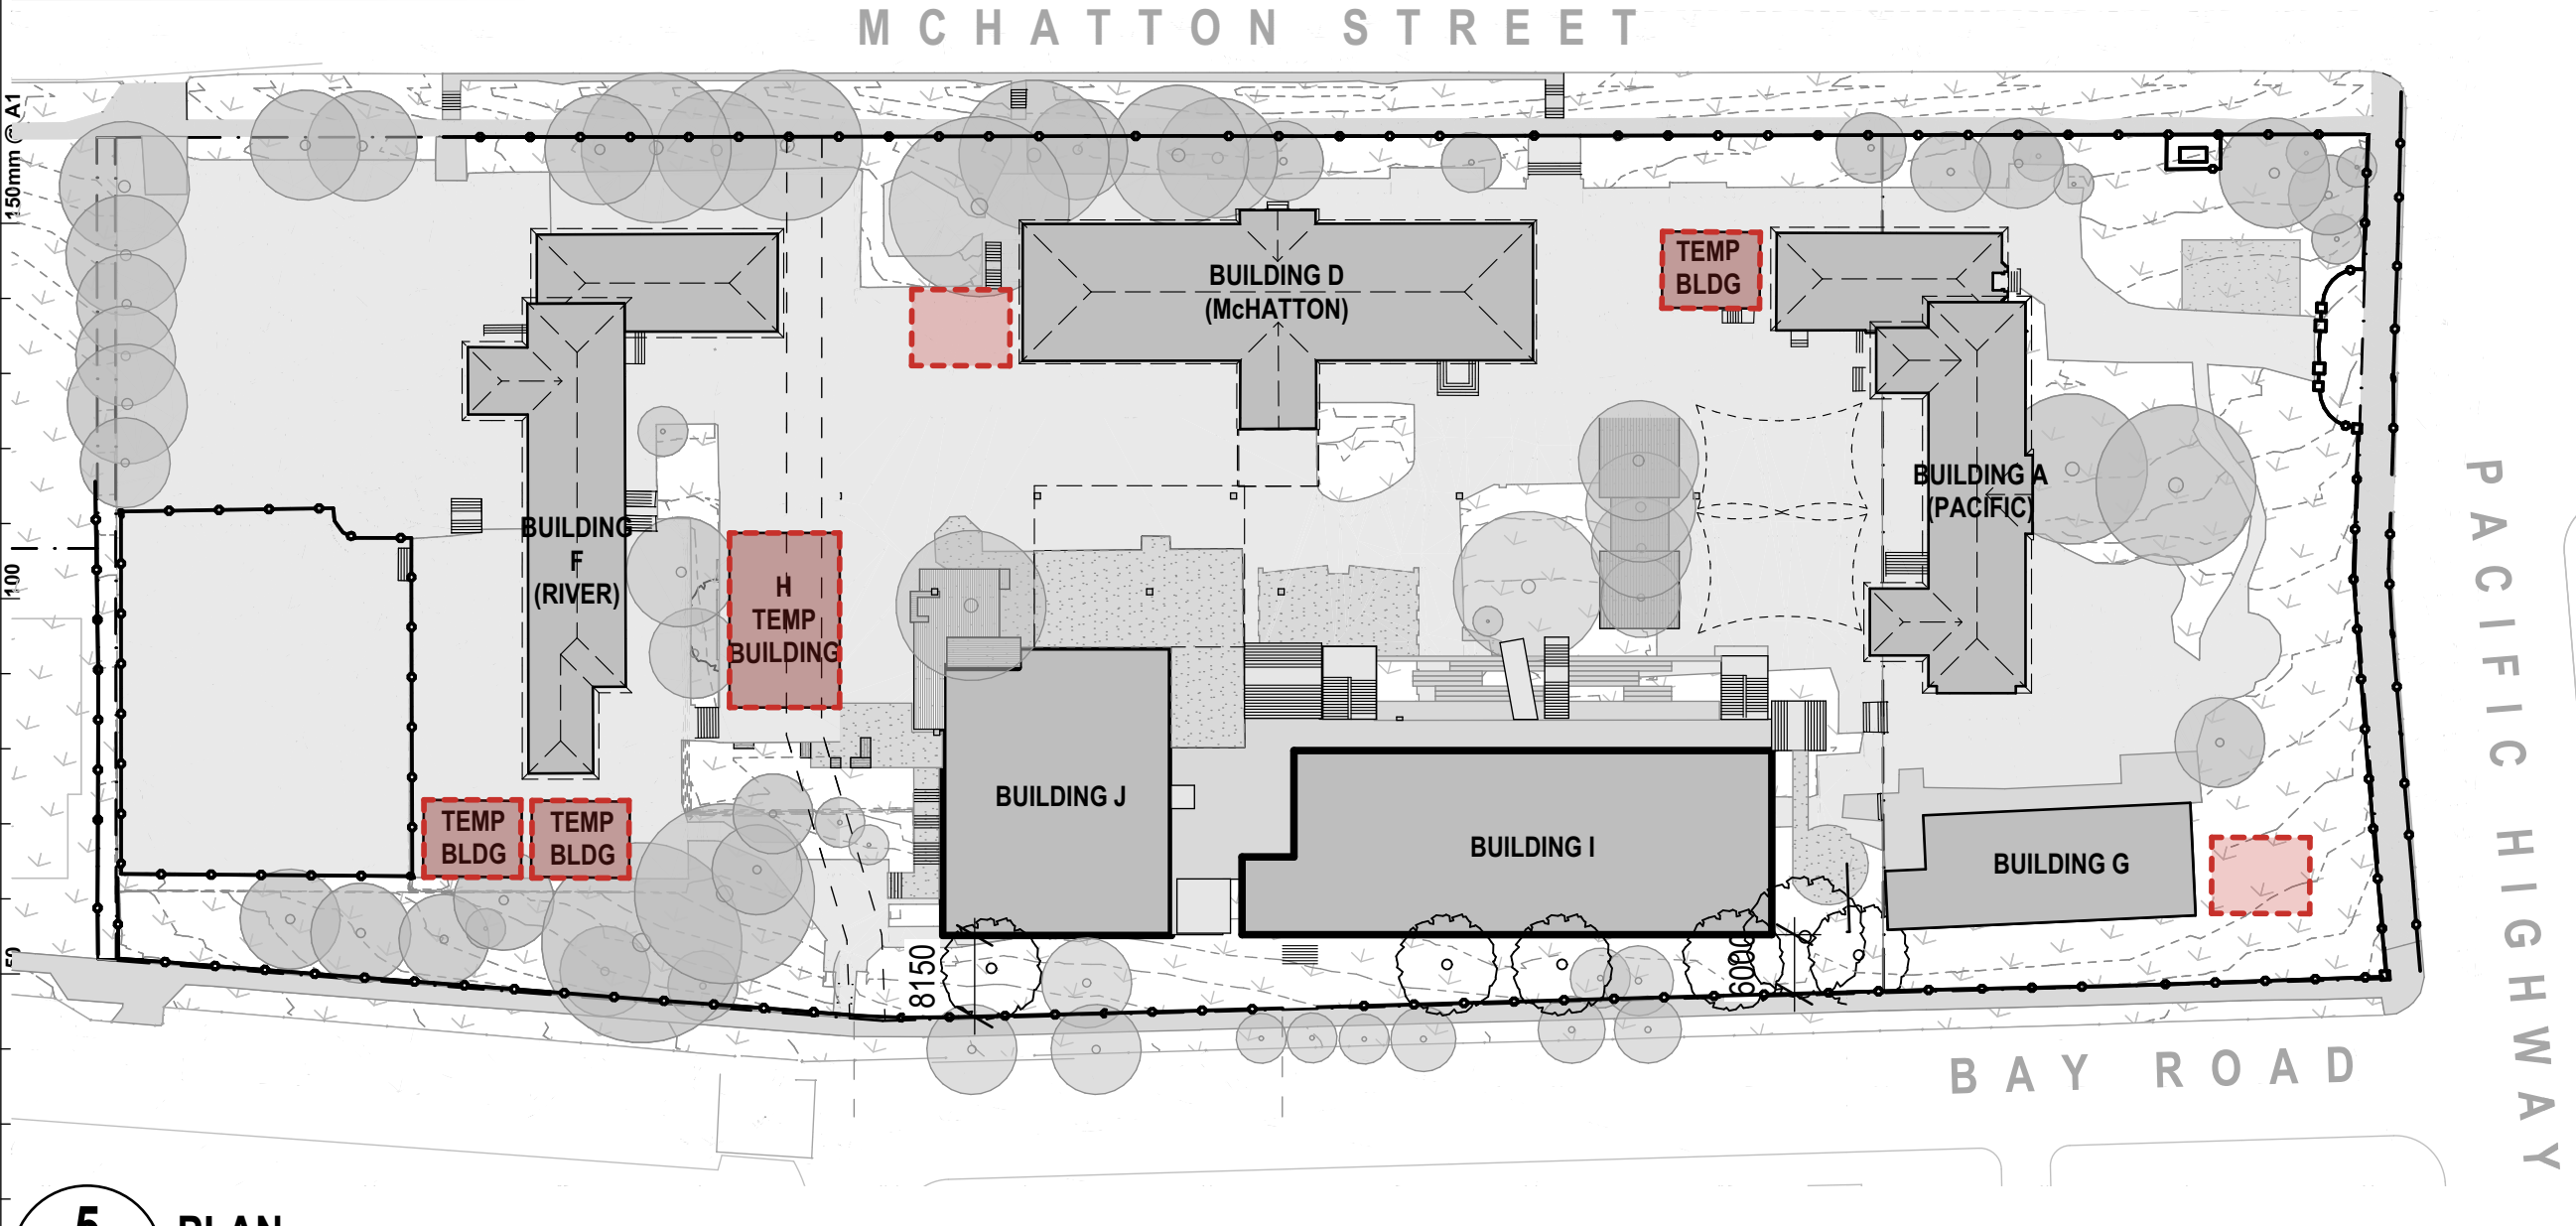 MCHATTON STREET
150mm @ A1
BUILDING D
(McHATTON)
TEMP
BLDG
BUILDING A
(PACIFIC)
BUILDING
F
(RIVER)
100
H
TEMP
BUILDING
BUILDING J
TEMP
BLDG
TEMP
BLDG
BUILDING I
BUILDING G
50
8150
6000
BAY ROAD
PACIFIC HIGHWAY
5
PLAN